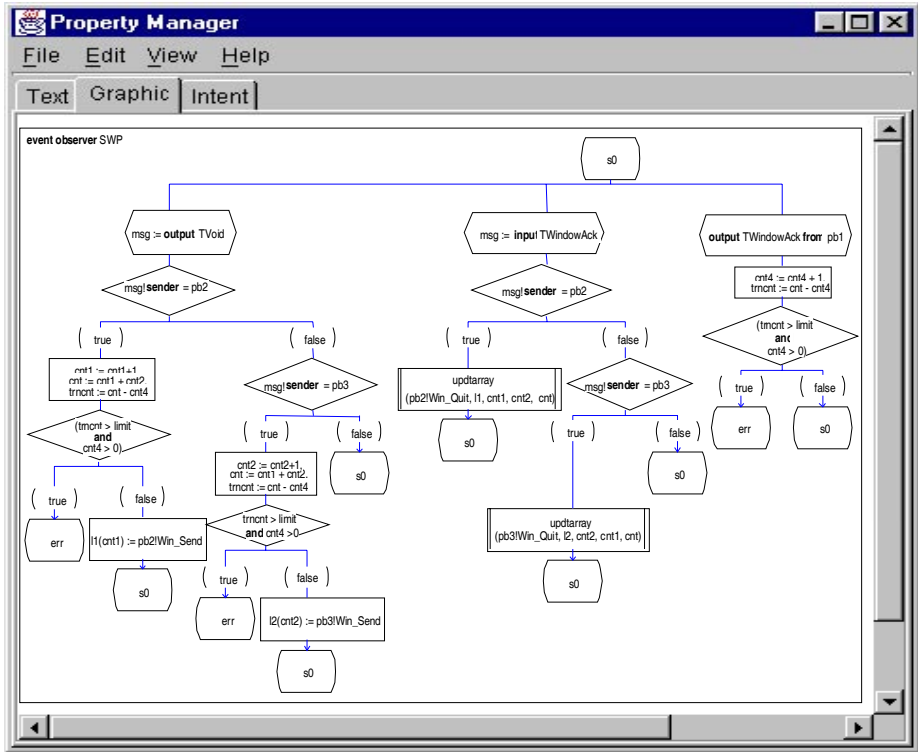 Property Manager
File Edit View Help
Text Graphic Intent
event observer SWP
s0
msg := output TVoid
msg := input TWindowAck
output TWindowAck from pb1
msg!sender = pb2
msg!sender = pb2
cnt4 := cnt4 + 1,
trncnt := cnt - cnt4
(trncnt > limit
and
cnt4 > 0)
( true )
( false )
( true )
( false )
cnt1 := cnt1+1,
cnt := cnt1 + cnt2,
trncnt := cnt - cnt4
msg!sender = pb3
updtarray
(pb2!Win_Quit, l1, cnt1, cnt2, cnt)
msg!sender = pb3
( true )
( false )
err
s0
(trncnt > limit
and
cnt4 > 0)
( true )
( false )
s0
( true )
( false )
cnt2 := cnt2+1,
cnt := cnt1 + cnt2,
trncnt := cnt - cnt4
s0
s0
( true )
( false )
trncnt > limit
and cnt4 >0
updtarray
(pb3!Win_Quit, l2, cnt2, cnt1, cnt)
err
l1(cnt1) := pb2!Win_Send
s0
( true )
( false )
s0
err
l2(cnt2) := pb3!Win_Send
s0